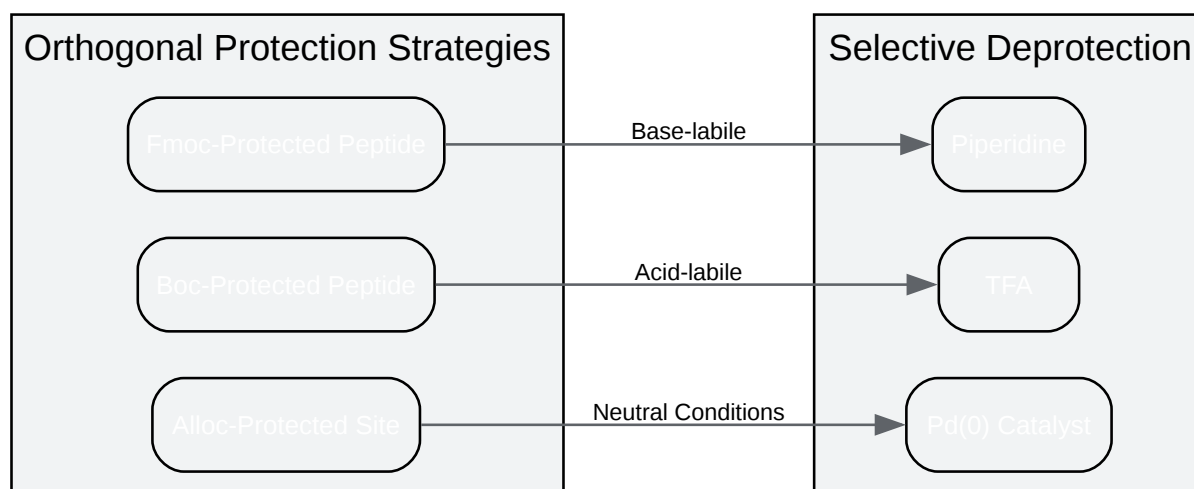 Orthogonal Protection Strategies
Selective Deprotection
Fmoc-Protected Peptide
Base-labile
Piperidine
Boc-Protected Peptide
Acid-labile
TFA
Alloc-Protected Site
Neutral Conditions
Pd(0) Catalyst